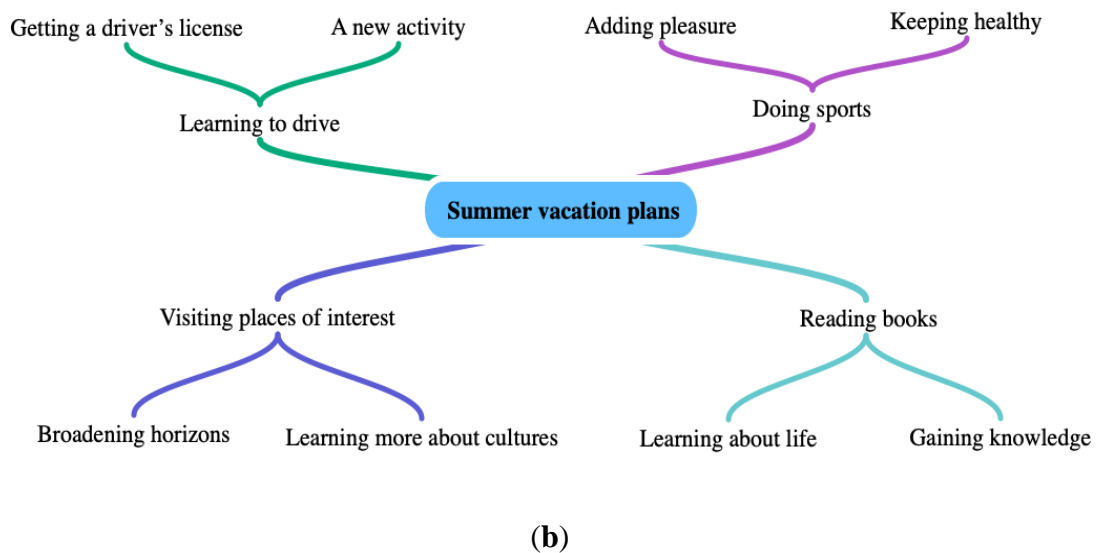 Getting a driver’s license
A new activity
Adding pleasure
Keeping healthy
Learning to drive
Doing sports
Summer vacation plans
Visiting places of interest
Reading books
Broadening horizons
Learning more about cultures
Learning about life
Gaining knowledge
(b)